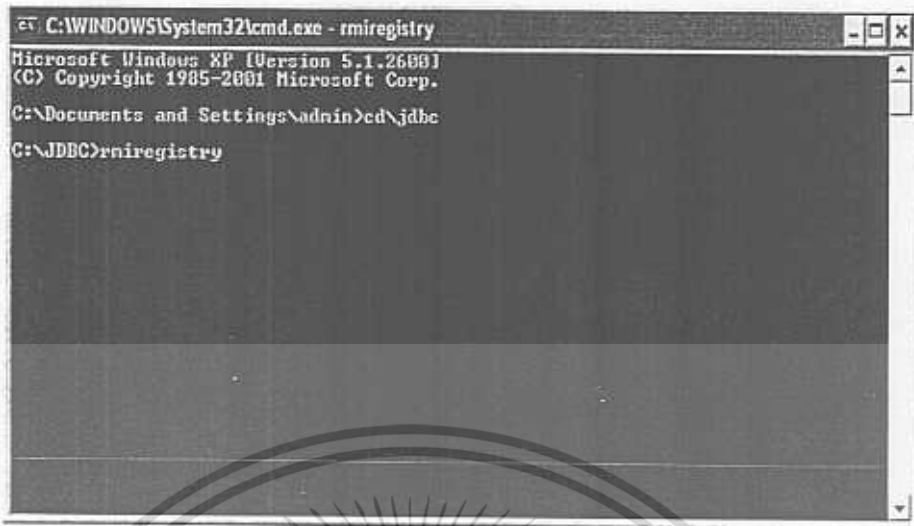 C:\WINDOWS\System32\cmd.exe - rmiregistry
Microsoft Windows XP [Version 5.1.2600]
(C) Copyright 1985-2001 Microsoft Corp.
C:\Documents and Settings\admin>cd\jdbc
C:\JDBC>rmiregistry